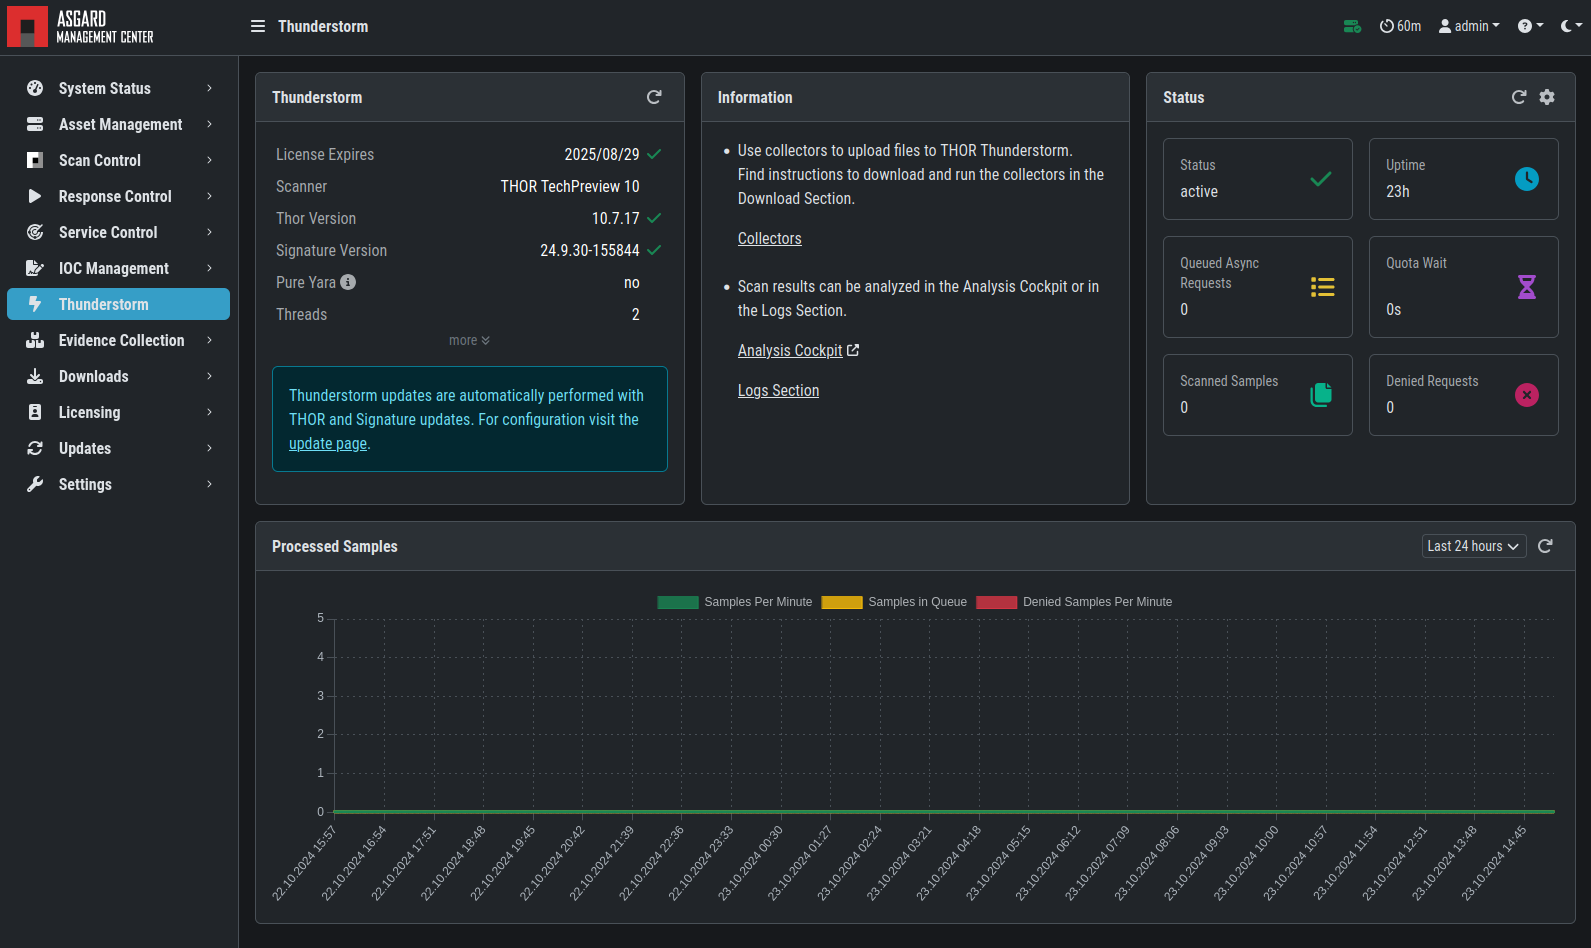 ASGARD
MANAGEMENT CENTER
Thunderstorm
60m
admin
System Status
Asset Management
Scan Control
Response Control
Service Control
IOC Management
Thunderstorm
Evidence Collection
Downloads
Licensing
Updates
Settings
Thunderstorm
License Expires 2025/08/29
Scanner THOR TechPreview 10
Thor Version 10.7.17
Signature Version 24.9.30-155844
Pure Yara no
Threads 2
more
Thunderstorm updates are automatically performed with
THOR and Signature updates. For configuration visit the
update page.
Information
Use collectors to upload files to THOR Thunderstorm.
Find instructions to download and run the collectors in the
Download Section.
Collectors
Scan results can be analyzed in the Analysis Cockpit or in
the Logs Section.
Analysis Cockpit
Logs Section
Status
Status
active
Uptime
23h
Queued Async
Requests
0
Quota Wait
0s
Scanned Samples
0
Denied Requests
0
Processed Samples
Last 24 hours
Samples Per Minute Samples in Queue Denied Samples Per Minute
5
4
3
2
1
0
22.10.2024 15:57
22.10.2024 16:54
22.10.2024 17:51
22.10.2024 18:48
22.10.2024 19:45
22.10.2024 20:42
22.10.2024 21:39
22.10.2024 22:36
22.10.2024 23:33
23.10.2024 00:30
23.10.2024 01:27
23.10.2024 02:24
23.10.2024 03:21
23.10.2024 04:18
23.10.2024 05:15
23.10.2024 06:12
23.10.2024 07:09
23.10.2024 08:06
23.10.2024 09:03
23.10.2024 10:00
23.10.2024 10:57
23.10.2024 11:54
23.10.2024 12:51
23.10.2024 13:48
23.10.2024 14:45